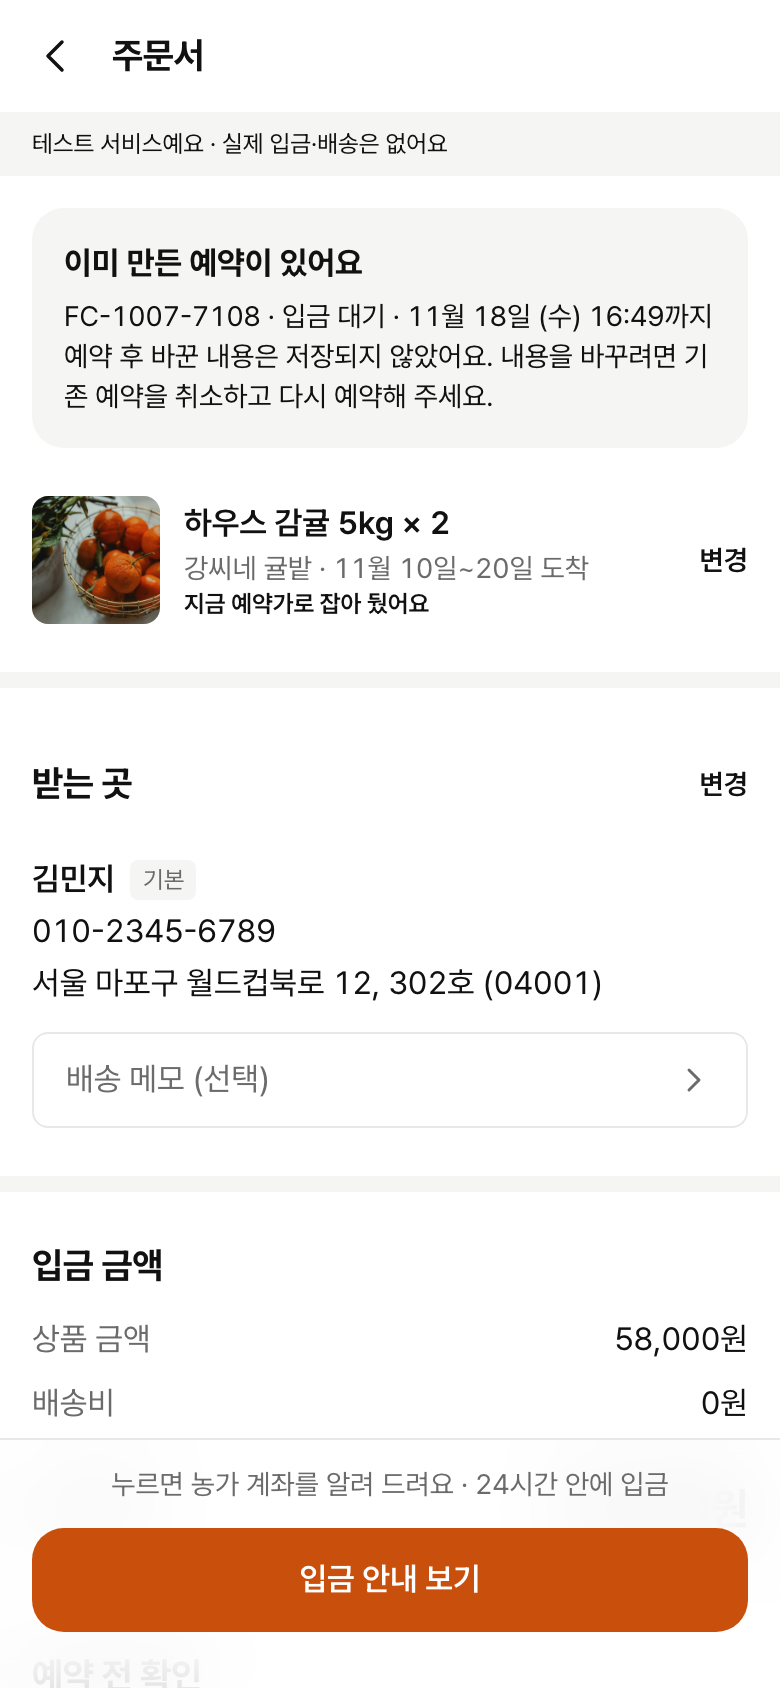 주문서
테스트 서비스예요 · 실제 입금·배송은 없어요
이미 만든 예약이 있어요
FC-1007-7108 · 입금 대기 · 11월 18일 (수) 16:49까지
예약 후 바꾼 내용은 저장되지 않았어요. 내용을 바꾸려면 기
존 예약을 취소하고 다시 예약해 주세요.
하우스 감귤 5kg × 2
강씨네 귤밭 · 11월 10일~20일 도착
지금 예약가로 잡아 뒀어요
변경
받는 곳
변경
김민지 기본
010-2345-6789
서울 마포구 월드컵북로 12, 302호 (04001)
배송 메모 (선택)
입금 금액
상품 금액 58,000원
배송비 0원
누르면 농가 계좌를 알려 드려요 · 24시간 안에 입금
원
입금 안내 보기
예약 전 확인